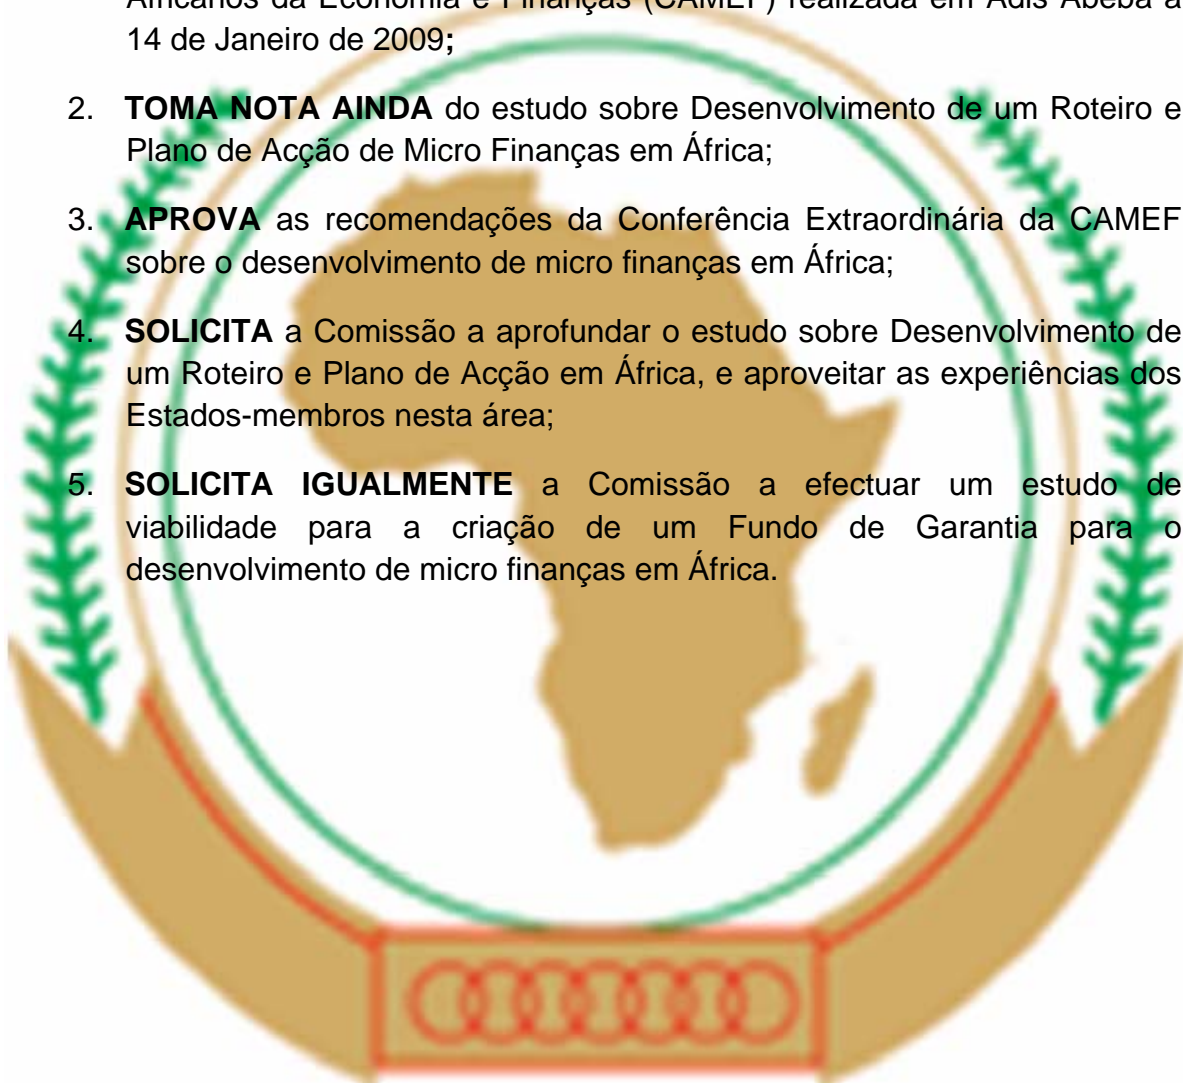 Africanos da Economia e Finanças (CAMEF) realizada em Adis Abeba a
14 de Janeiro de 2009;
2. TOMA NOTA AINDA do estudo sobre Desenvolvimento de um Roteiro e
Plano de Acção de Micro Finanças em África;
3. APROVA as recomendações da Conferência Extraordinária da CAMEF
sobre o desenvolvimento de micro finanças em África;
4. SOLICITA a Comissão a aprofundar o estudo sobre Desenvolvimento de
um Roteiro e Plano de Acção em África, e aproveitar as experiências dos
Estados-membros nesta área;
5. SOLICITA IGUALMENTE a Comissão a efectuar um estudo de
viabilidade para a criação de um Fundo de Garantia para o
desenvolvimento de micro finanças em África.